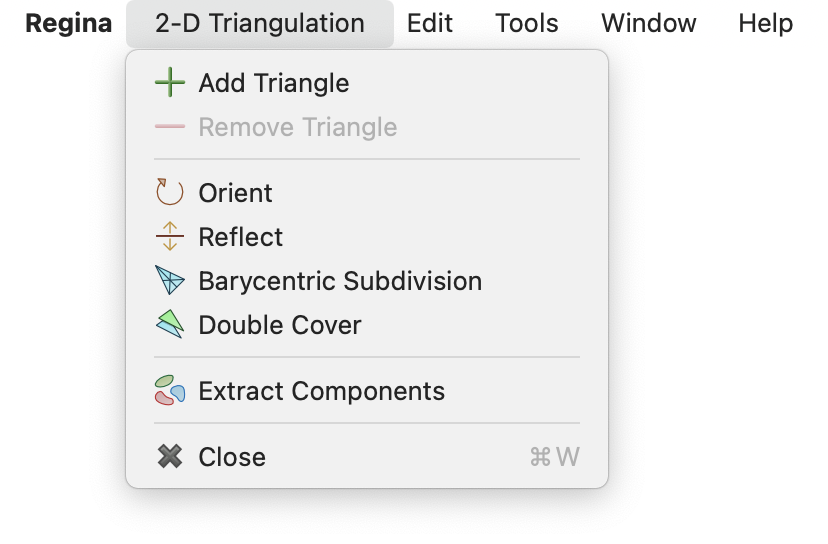 Regina 2-D Triangulation Edit Tools Window Help
Add Triangle
Remove Triangle
Orient
Reflect
Barycentric Subdivision
Double Cover
Extract Components
Close ⌘W